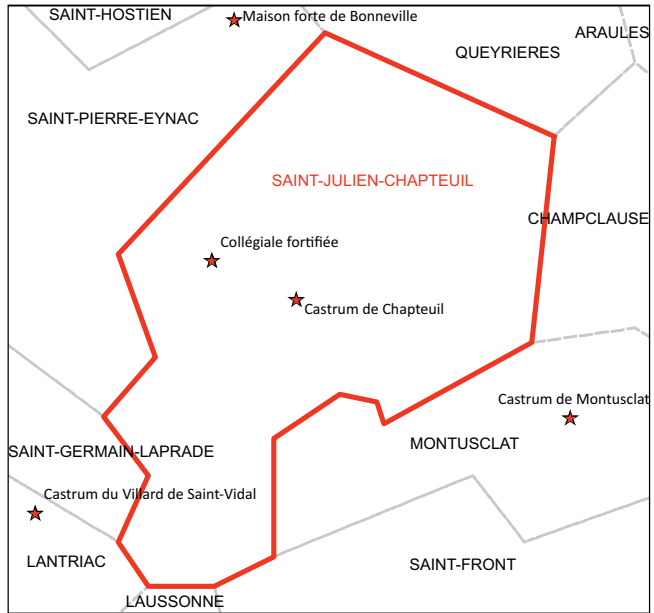 SAINT-HOSTIEN
Maison forte de Bonneville
ARAULES
QUEYRIERES
SAINT-PIERRE-EYNAC
SAINT-JULIEN-CHAPTEUIL
CHAMPCLAUSE
Collégiale fortifiée
Castrum de Chapteuil
Castrum de Montusclat
MONTUSCLAT
SAINT-GERMAIN-LAPRADE
Castrum du Villard de Saint-Vidal
LANTRIAC
SAINT-FRONT
LAUSSONNE